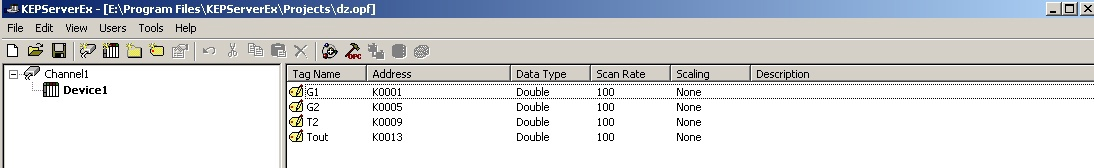 KEPServerEx - [E:\Program Files\KEPServerEx\Projects\dz.opf]
File Edit View Users Tools Help
OPC
Channel1
Device1
Tag Name Address Data Type Scan Rate Scaling Description
G1 K0001 Double 100 None
G2 K0005 Double 100 None
T2 K0009 Double 100 None
Tout K0013 Double 100 None